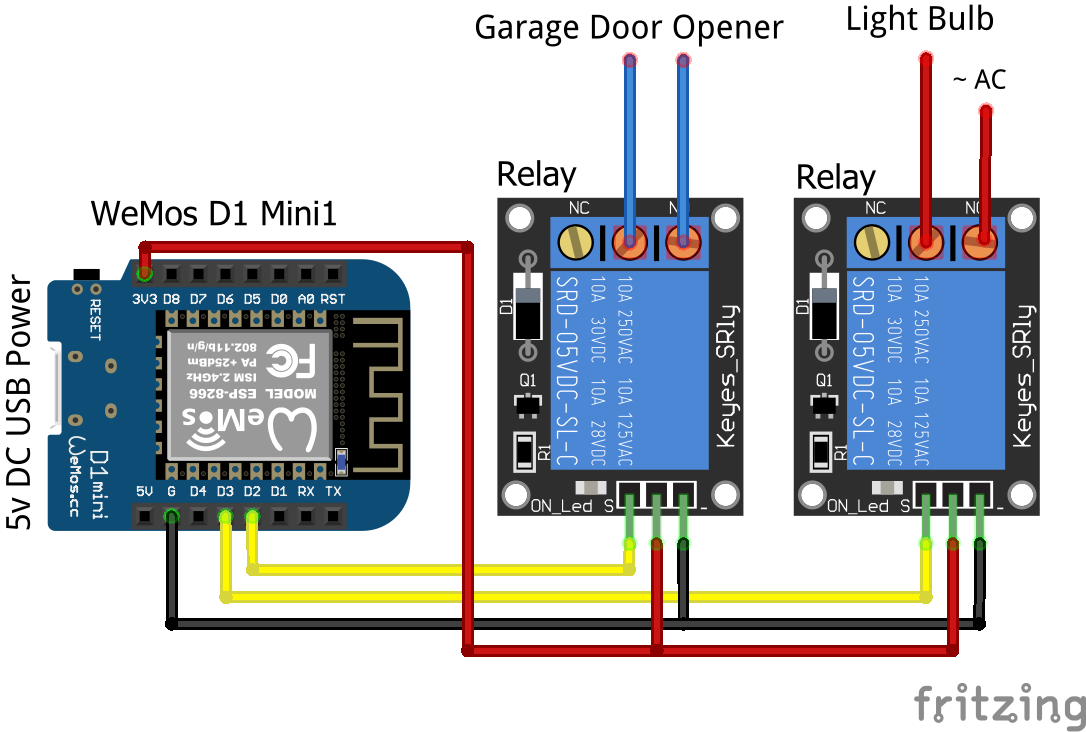 Garage Door Opener
Light Bulb
~ AC
Relay
Relay
WeMos D1 Mini1
5v DC USB Power
3V3 D8 D7 D6 D5 D0 A0 RST
RESET
802.11b/g/n
PA +25dBm
ISM 2.4GHz
ESP-8266
MODEL
FC
WeMos
D1mini
WeMos.cc
5V G D4 D3 D2 D1 RX TX
NC
D1
Q1
R1
SRD-05VDC-SL-C
10A 30VDC 10A 28VDC
10A 250VAC 10A 125VAC
Keyes_SRly
ON_Led S -
NC
D1
Q1
R1
SRD-05VDC-SL-C
10A 30VDC 10A 28VDC
10A 250VAC 10A 125VAC
Keyes_SRly
ON_Led S -
fritzing